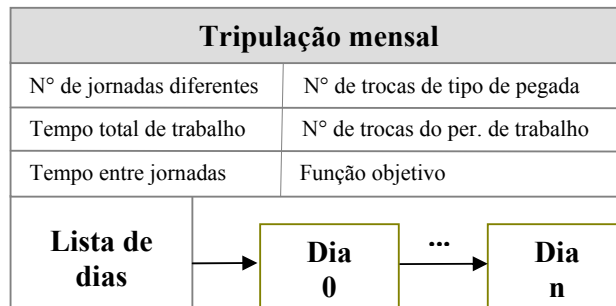 Tripulação mensal
N° de jornadas diferentes
N° de trocas de tipo de pegada
Tempo total de trabalho
N° de trocas do per. de trabalho
Tempo entre jornadas
Função objetivo
Lista de
dias
Dia
0
...
Dia
n